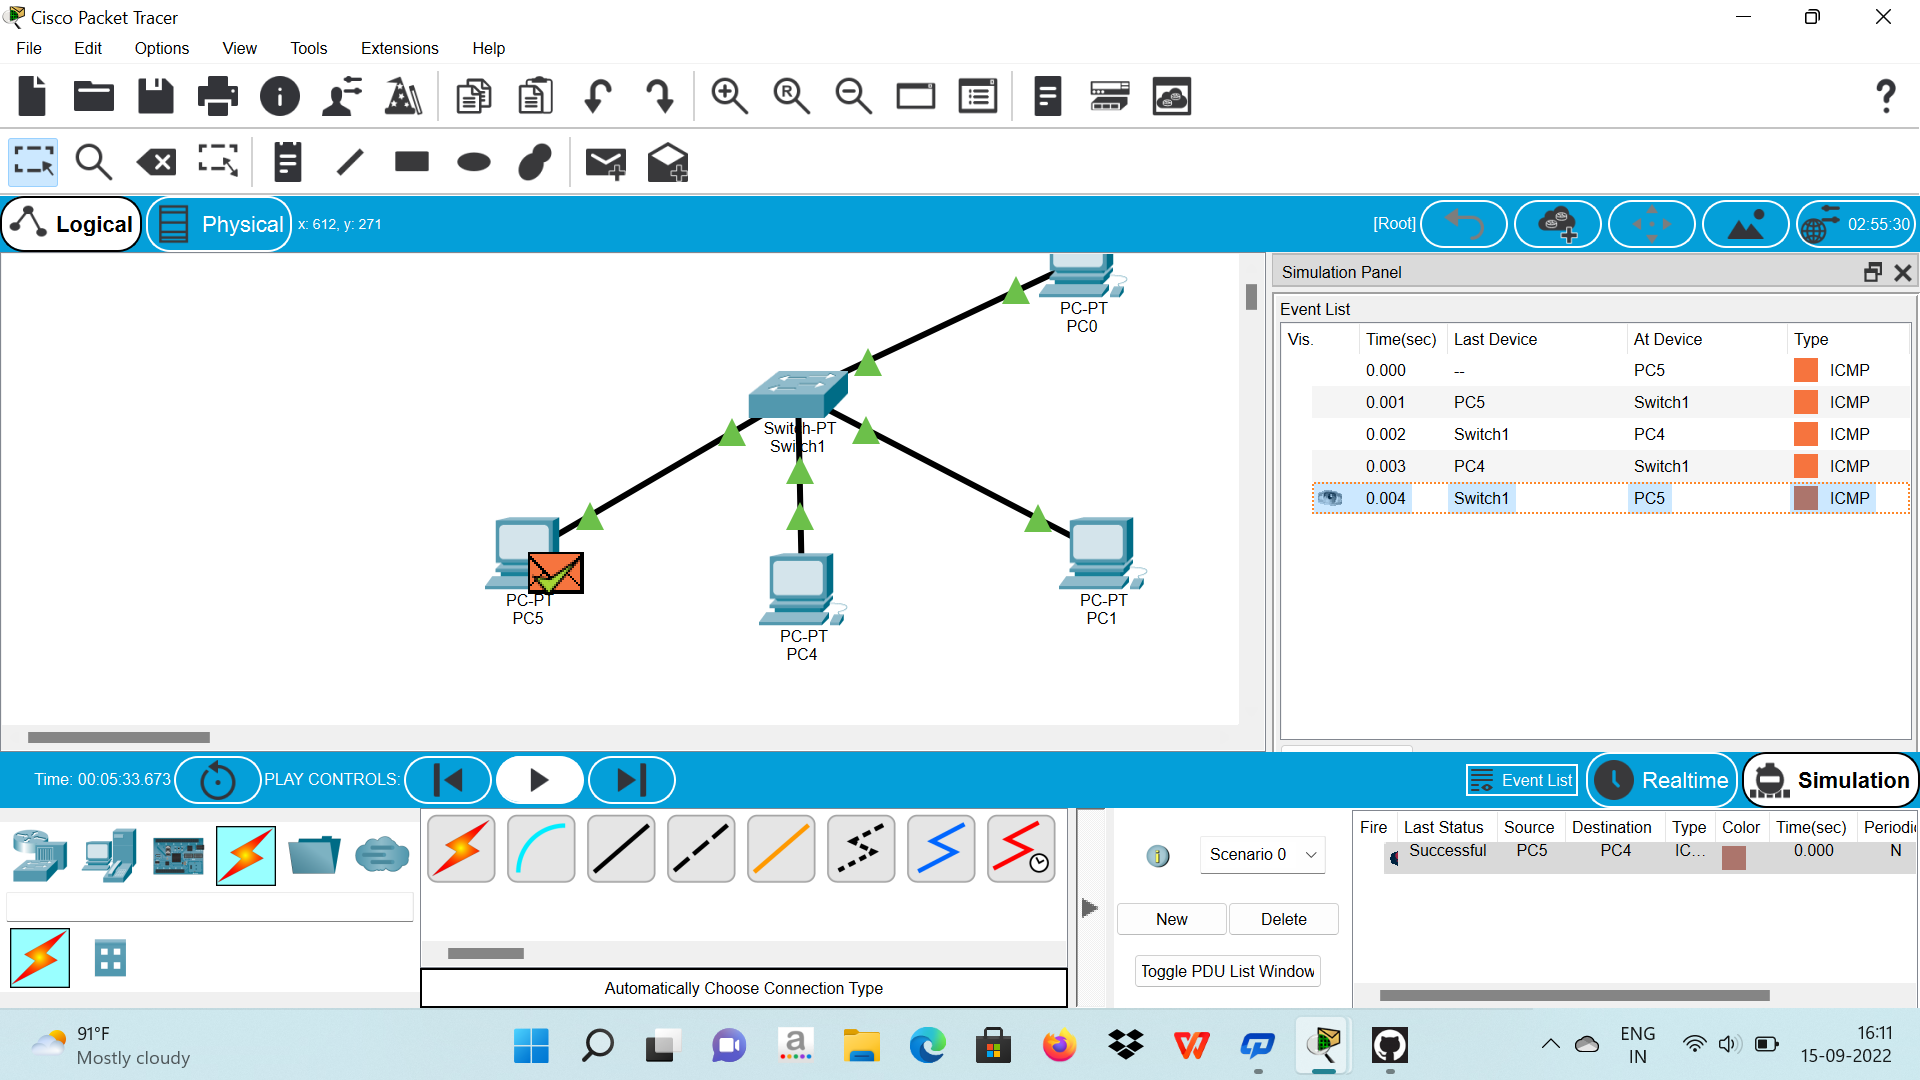 Cisco Packet Tracer
File Edit Options View Tools Extensions Help
Logical Physical x: 612, y: 271 [Root] 02:55:30
PC-PT
PC0
Switch-PT
Switch1
PC-PT
PC5
PC-PT
PC4
PC-PT
PC1
Simulation Panel
Event List
Vis. Time(sec) Last Device At Device Type
0.000 -- PC5 ICMP
0.001 PC5 Switch1 ICMP
0.002 Switch1 PC4 ICMP
0.003 PC4 Switch1 ICMP
0.004 Switch1 PC5 ICMP
Time: 00:05:33.673 PLAY CONTROLS: Event List Realtime Simulation
Automatically Choose Connection Type
Scenario 0
New Delete
Toggle PDU List Window
Fire Last Status Source Destination Type Color Time(sec) Periodi
Successful PC5 PC4 IC... 0.000 N
91°F
Mostly cloudy
ENG
IN
16:11
15-09-2022